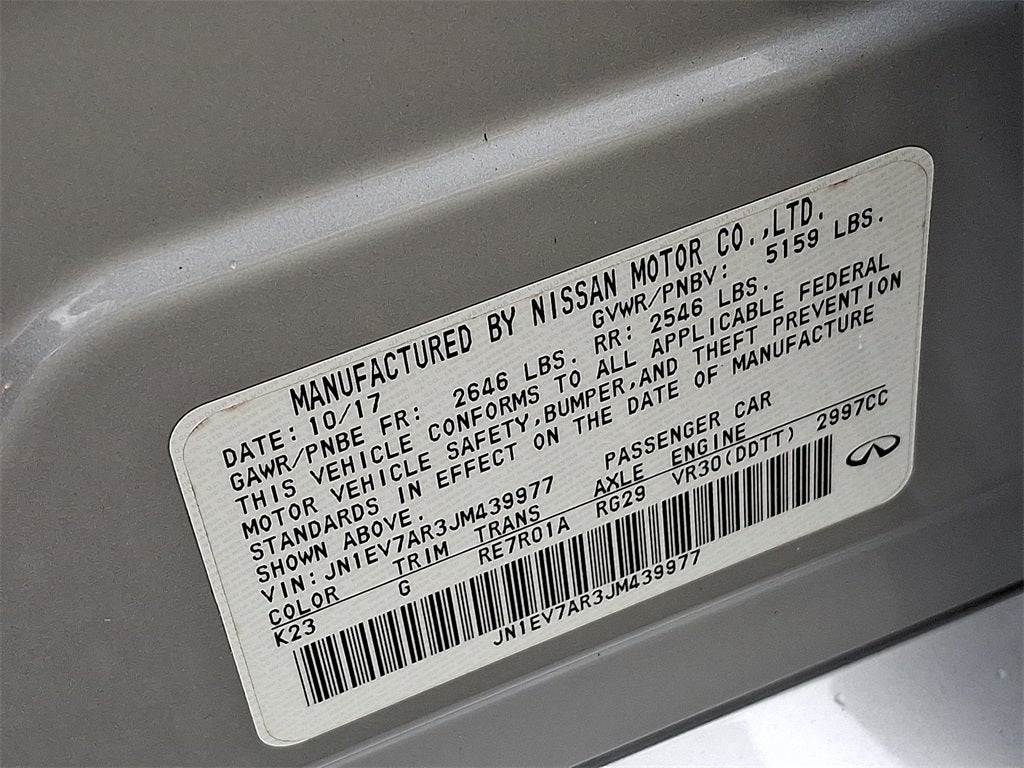 MANUFACTURED BY NISSAN MOTOR CO.,LTD.
DATE: 10/17 GVWR/PNBV: 5159 LBS.
GAWR/PNBE FR: 2646 LBS. RR: 2546 LBS.
THIS VEHICLE CONFORMS TO ALL APPLICABLE FEDERAL
MOTOR VEHICLE SAFETY,BUMPER,AND THEFT PREVENTION
STANDARDS IN EFFECT ON THE DATE OF MANUFACTURE
SHOWN ABOVE.
VIN: JN1EV7AR3JM439977 PASSENGER CAR
COLOR TRIM TRANS AXLE ENGINE
K23 G RE7R01A RG29 VR30(DDTT) 2997CC
JN1EV7AR3JM439977